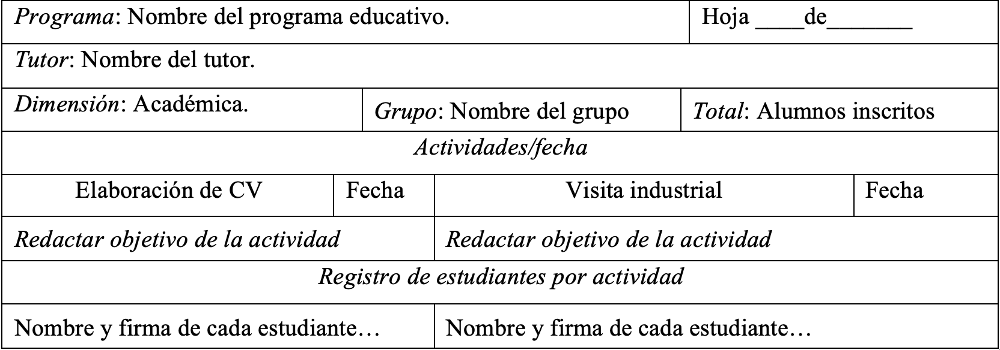 Programa: Nombre del programa educativo.
Hoja ____de_______
Tutor: Nombre del tutor.
Dimensión: Académica.
Grupo: Nombre del grupo
Total: Alumnos inscritos
Actividades/fecha
Elaboración de CV
Fecha
Visita industrial
Fecha
Redactar objetivo de la actividad
Redactar objetivo de la actividad
Registro de estudiantes por actividad
Nombre y firma de cada estudiante…
Nombre y firma de cada estudiante…